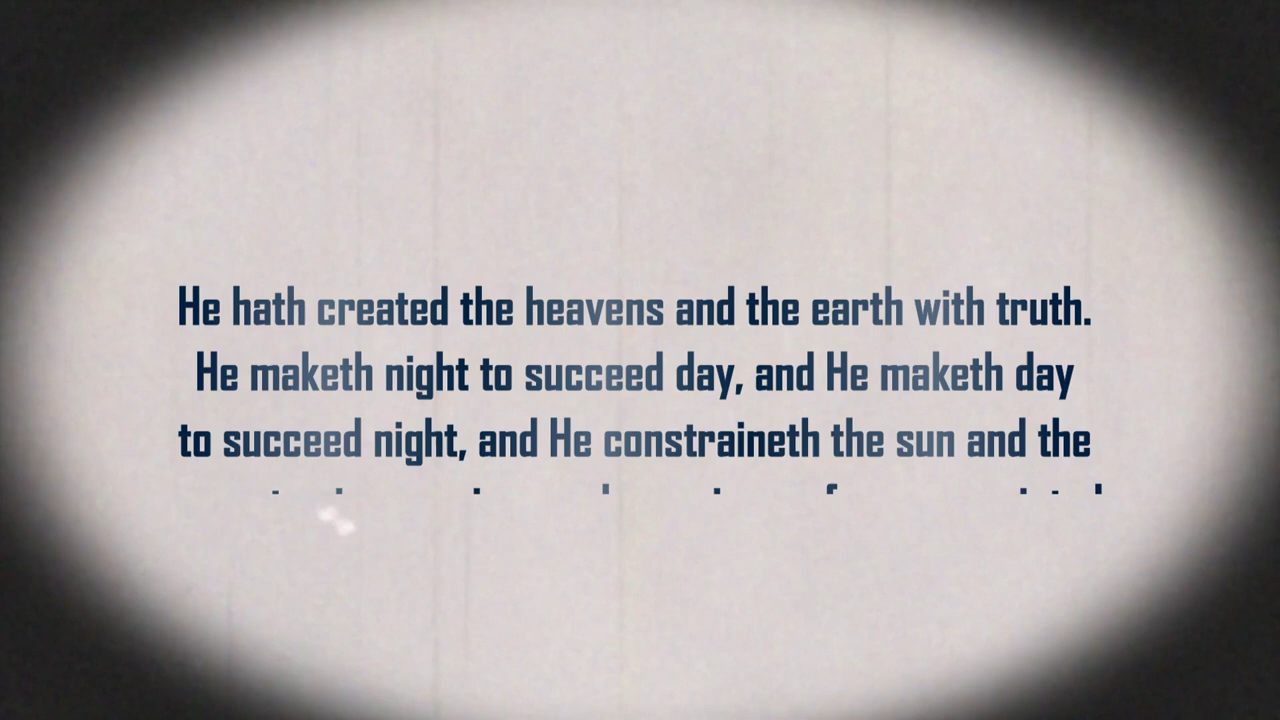 He hath created the heavens and the earth with truth.
He maketh night to succeed day, and He maketh day
to succeed night, and He constraineth the sun and the